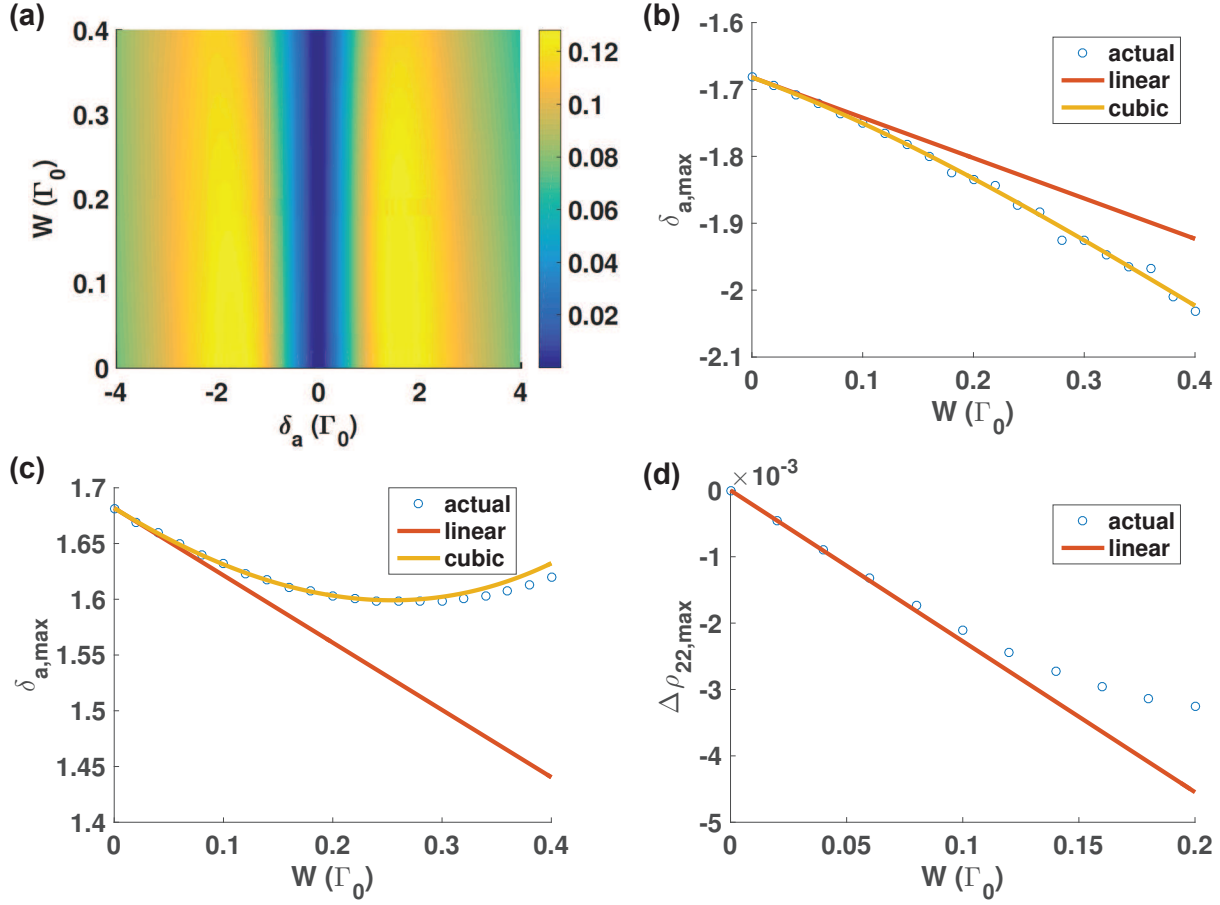 (a)
0.4
0.3
0.2
0.1
0
W (Γ₀)
-4
-2
0
2
4
δₐ (Γ₀)
0.12
0.1
0.08
0.06
0.04
0.02
(b)
-1.6
-1.7
-1.8
-1.9
-2
-2.1
δₐ,ₘₐₓ
actual
linear
cubic
0
0.1
0.2
0.3
0.4
W (Γ₀)
(c)
1.7
1.65
1.6
1.55
1.5
1.45
1.4
δₐ,ₘₐₓ
actual
linear
cubic
0
0.1
0.2
0.3
0.4
W (Γ₀)
(d)
× 10⁻³
0
-1
-2
-3
-4
-5
Δρ₂₂,ₘₐₓ
actual
linear
0
0.05
0.1
0.15
0.2
W (Γ₀)